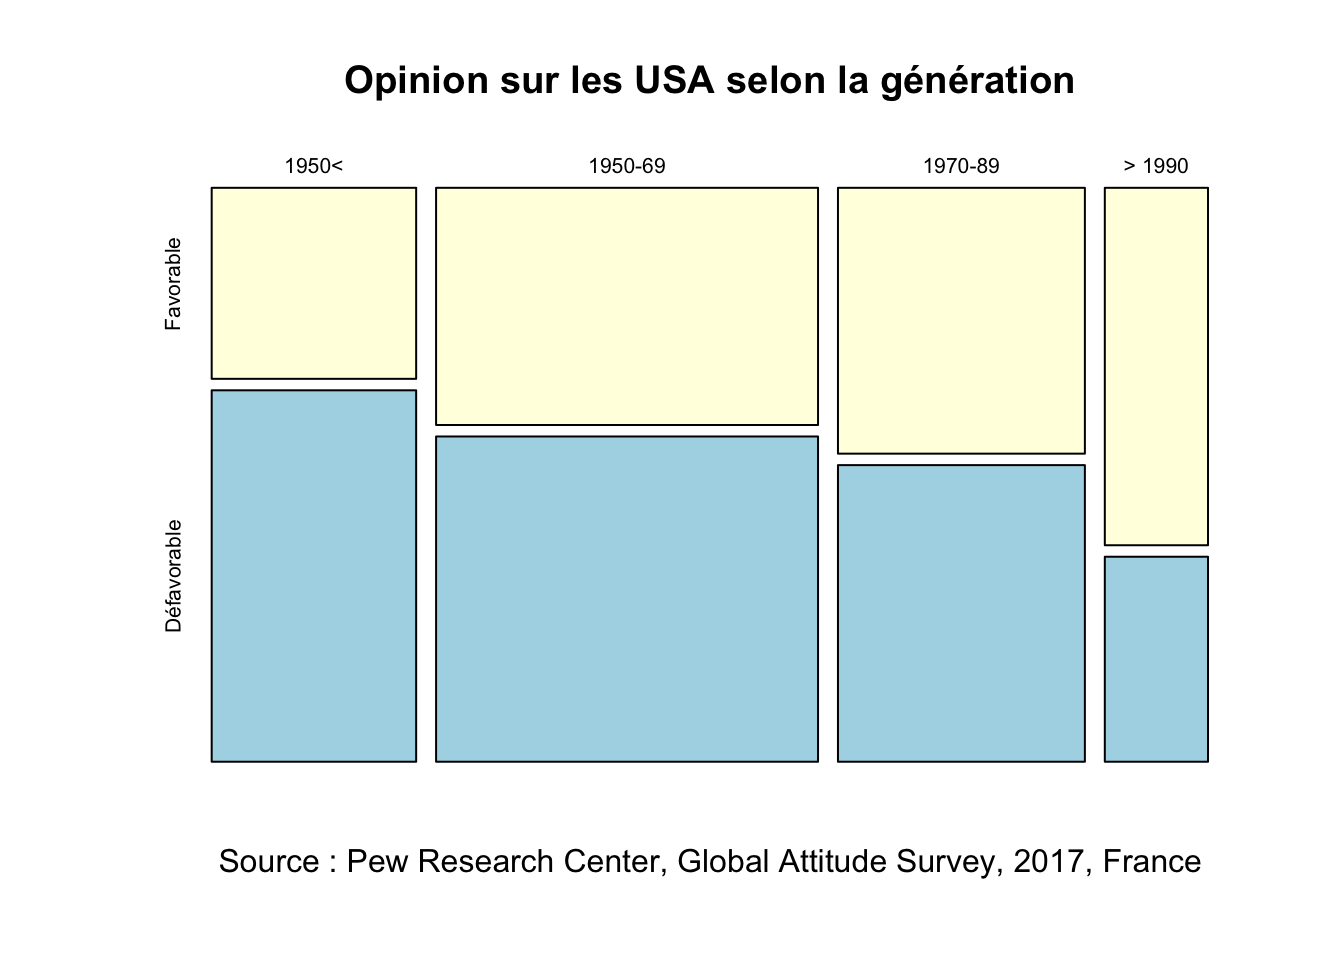 Opinion sur les USA selon la génération
1950<
1950-69
1970-89
> 1990
Favorable
Défavorable
Source : Pew Research Center, Global Attitude Survey, 2017, France